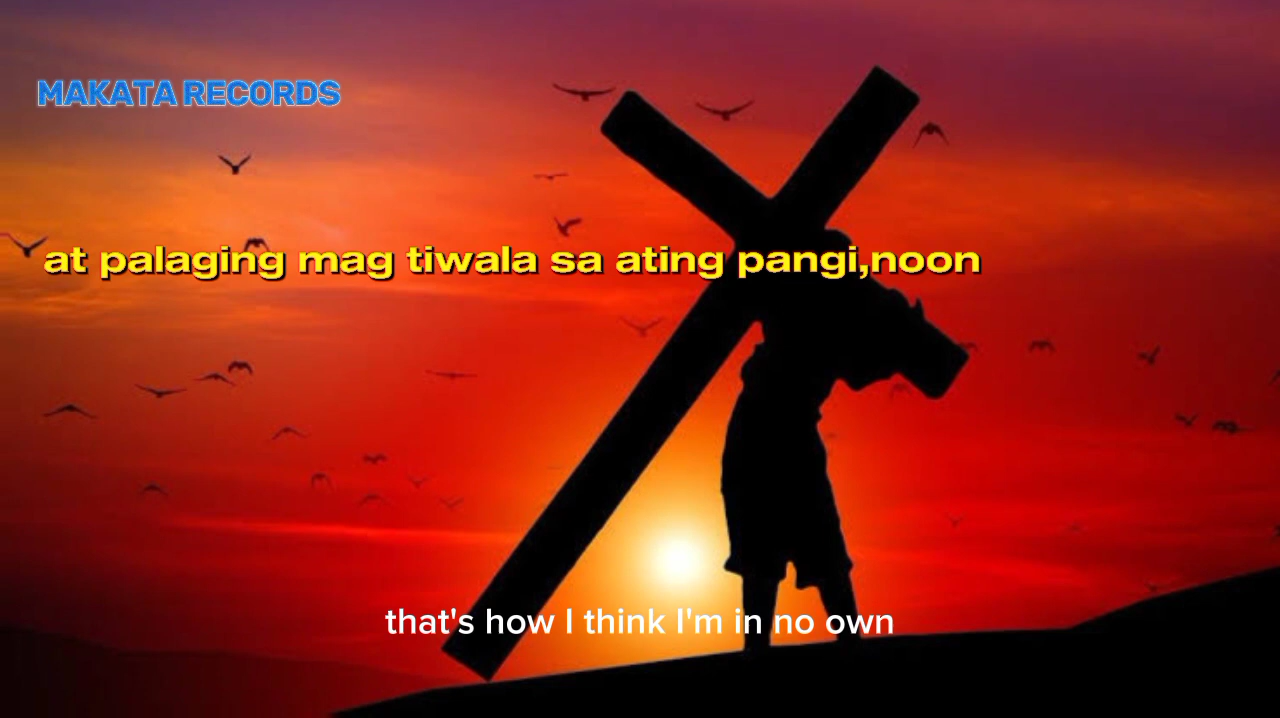 MAKATA RECORDS
at palaging mag tiwala sa ating pangi,noon
that's how I think I'm in no own